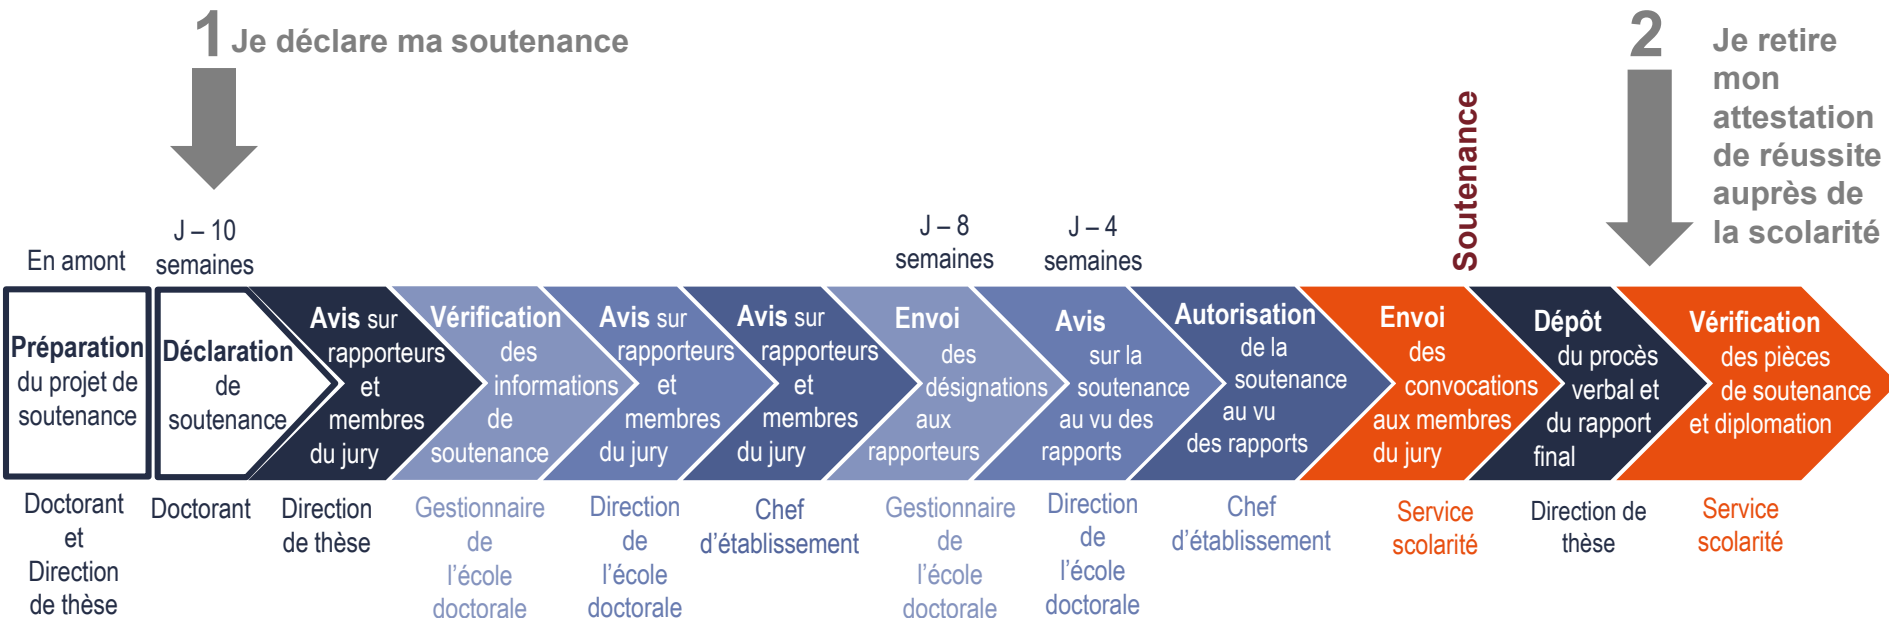 1 Je déclare ma soutenance
2
Je retire
mon
attestation
de réussite
auprès de
la scolarité
Soutenance
En amont
J – 10
semaines
J – 8
semaines
J – 4
semaines
Préparation
du projet de
soutenance
Déclaration
de
soutenance
Avis sur
rapporteurs
et
membres
du jury
Vérification
des
informations
de
soutenance
Avis sur
rapporteurs
et
membres
du jury
Avis sur
rapporteurs
et
membres
du jury
Envoi
des
désignations
aux
rapporteurs
Avis
sur la
soutenance
au vu des
rapports
Autorisation
de la
soutenance
au vu
des rapports
Envoi
des
convocations
aux membres
du jury
Dépôt
du procès
verbal et
du rapport
final
Vérification
des pièces
de soutenance
et diplomation
Doctorant
et
Direction
de thèse
Doctorant
Direction
de thèse
Gestionnaire
de
l'école
doctorale
Direction
de
l'école
doctorale
Chef
d'établissement
Gestionnaire
de
l'école
doctorale
Direction
de
l'école
doctorale
Chef
d'établissement
Service
scolarité
Direction de
thèse
Service
scolarité